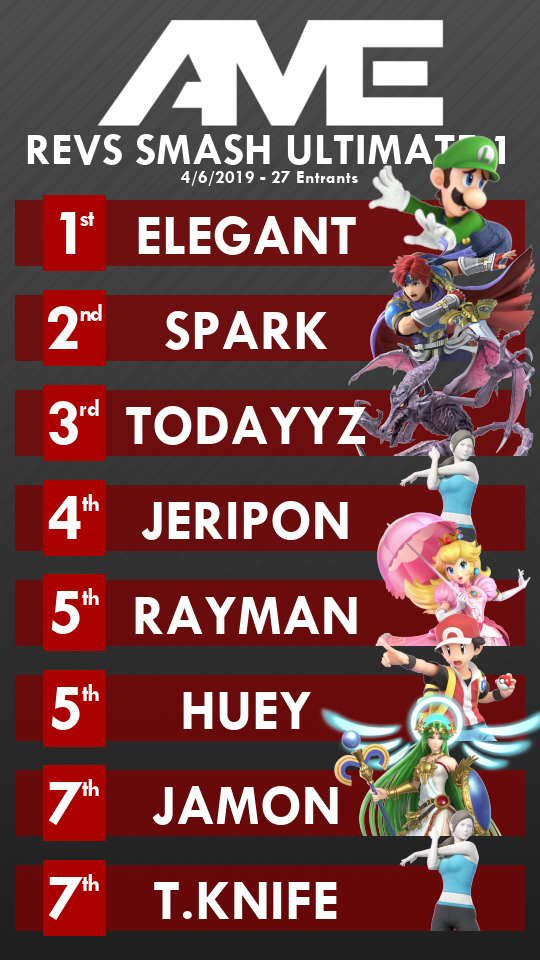 AME
REVS SMASH ULTIMATE 1
4/6/2019 - 27 Entrants
1st ELEGANT
2nd SPARK
3rd TODAYYZ
4th JERIPON
5th RAYMAN
5th HUEY
7th JAMON
7th T.KNIFE